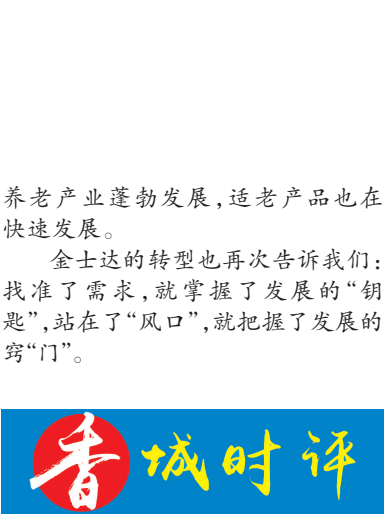 养老产业蓬勃发展，适老产品也在
快速发展。
金士达的转型也再次告诉我们：
找准了需求，就掌握了发展的“钥
匙”，站在了“风口”，就把握了发展的
窍“门”。
香城时评